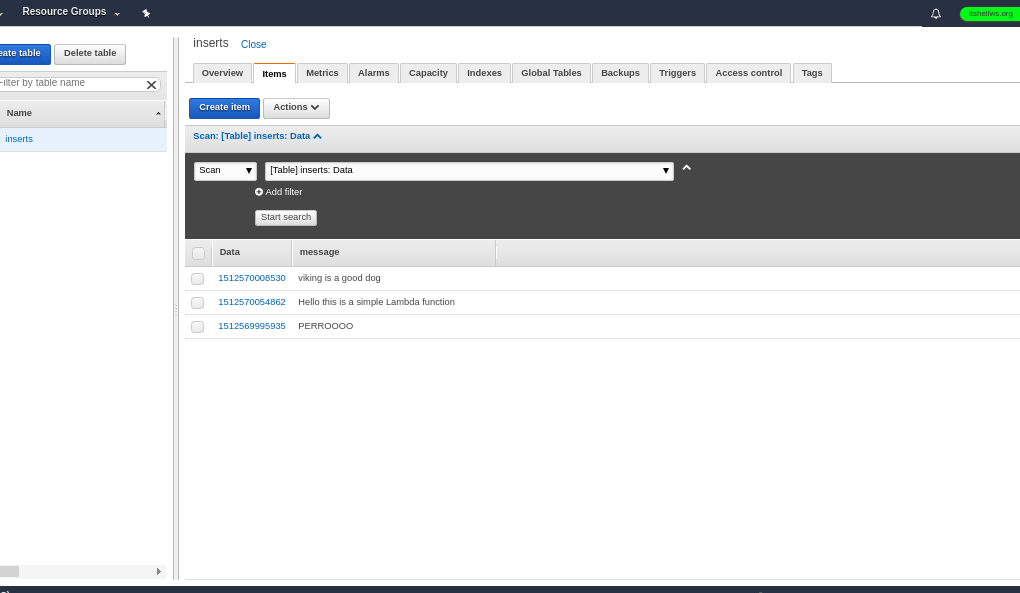 Resource Groups
itshellws.org
eate table
Delete table
inserts
Close
Filter by table name
Overview
Items
Metrics
Alarms
Capacity
Indexes
Global Tables
Backups
Triggers
Access control
Tags
Name
inserts
Create item
Actions
Scan: [Table] inserts: Data
Scan
[Table] inserts: Data
Add filter
Start search
Data
message
1512570008530
viking is a good dog
1512570054862
Hello this is a simple Lambda function
1512569995935
PERROOOO